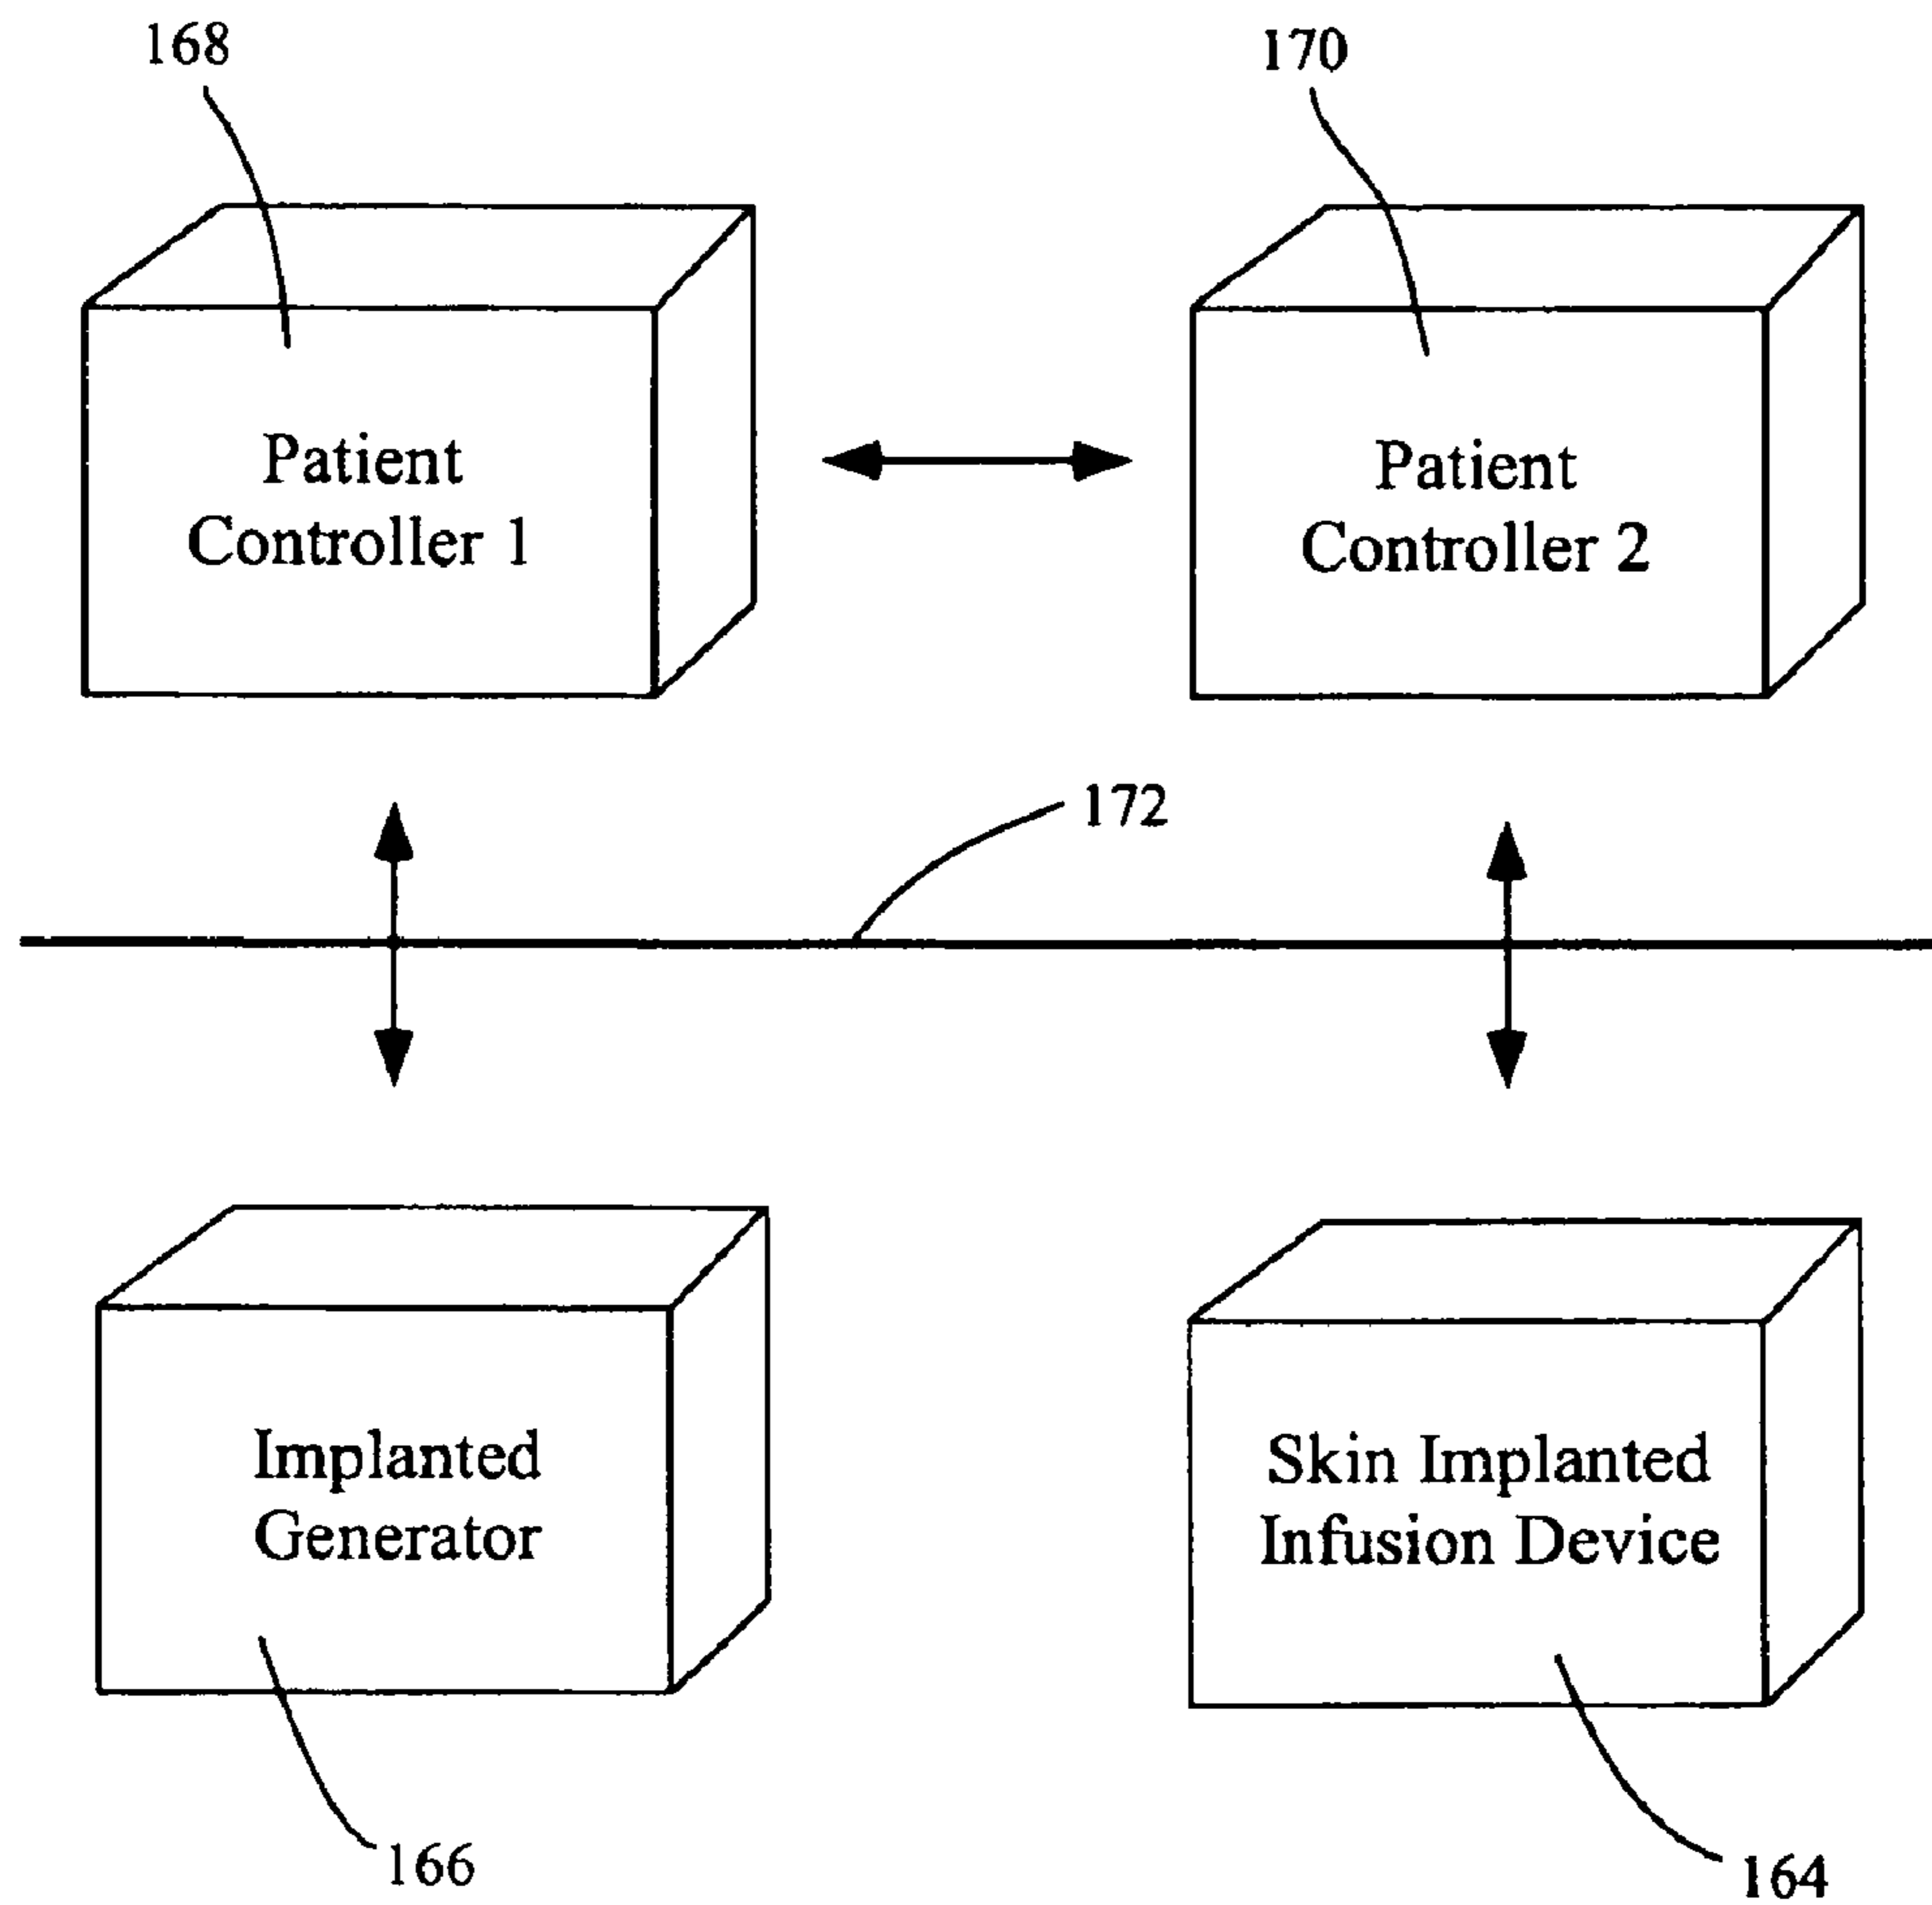 168
170
Patient
Controller 1
Patient
Controller 2
172
Implanted
Generator
Skin Implanted
Infusion Device
166
164